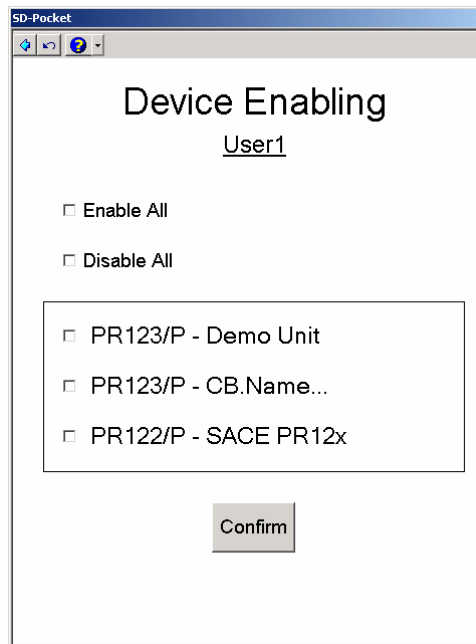 SD-Pocket
?
Device Enabling
User1
Enable All
Disable All
PR123/P - Demo Unit
PR123/P - CB.Name...
PR122/P - SACE PR12x
Confirm